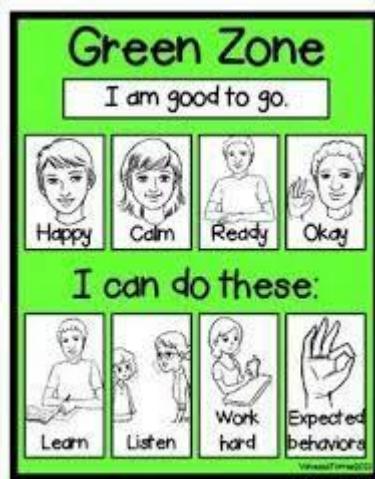 Green Zone
I am good to go.
Happy Calm Ready Okay
I can do these:
Learn Listen Work hard Expected behaviors